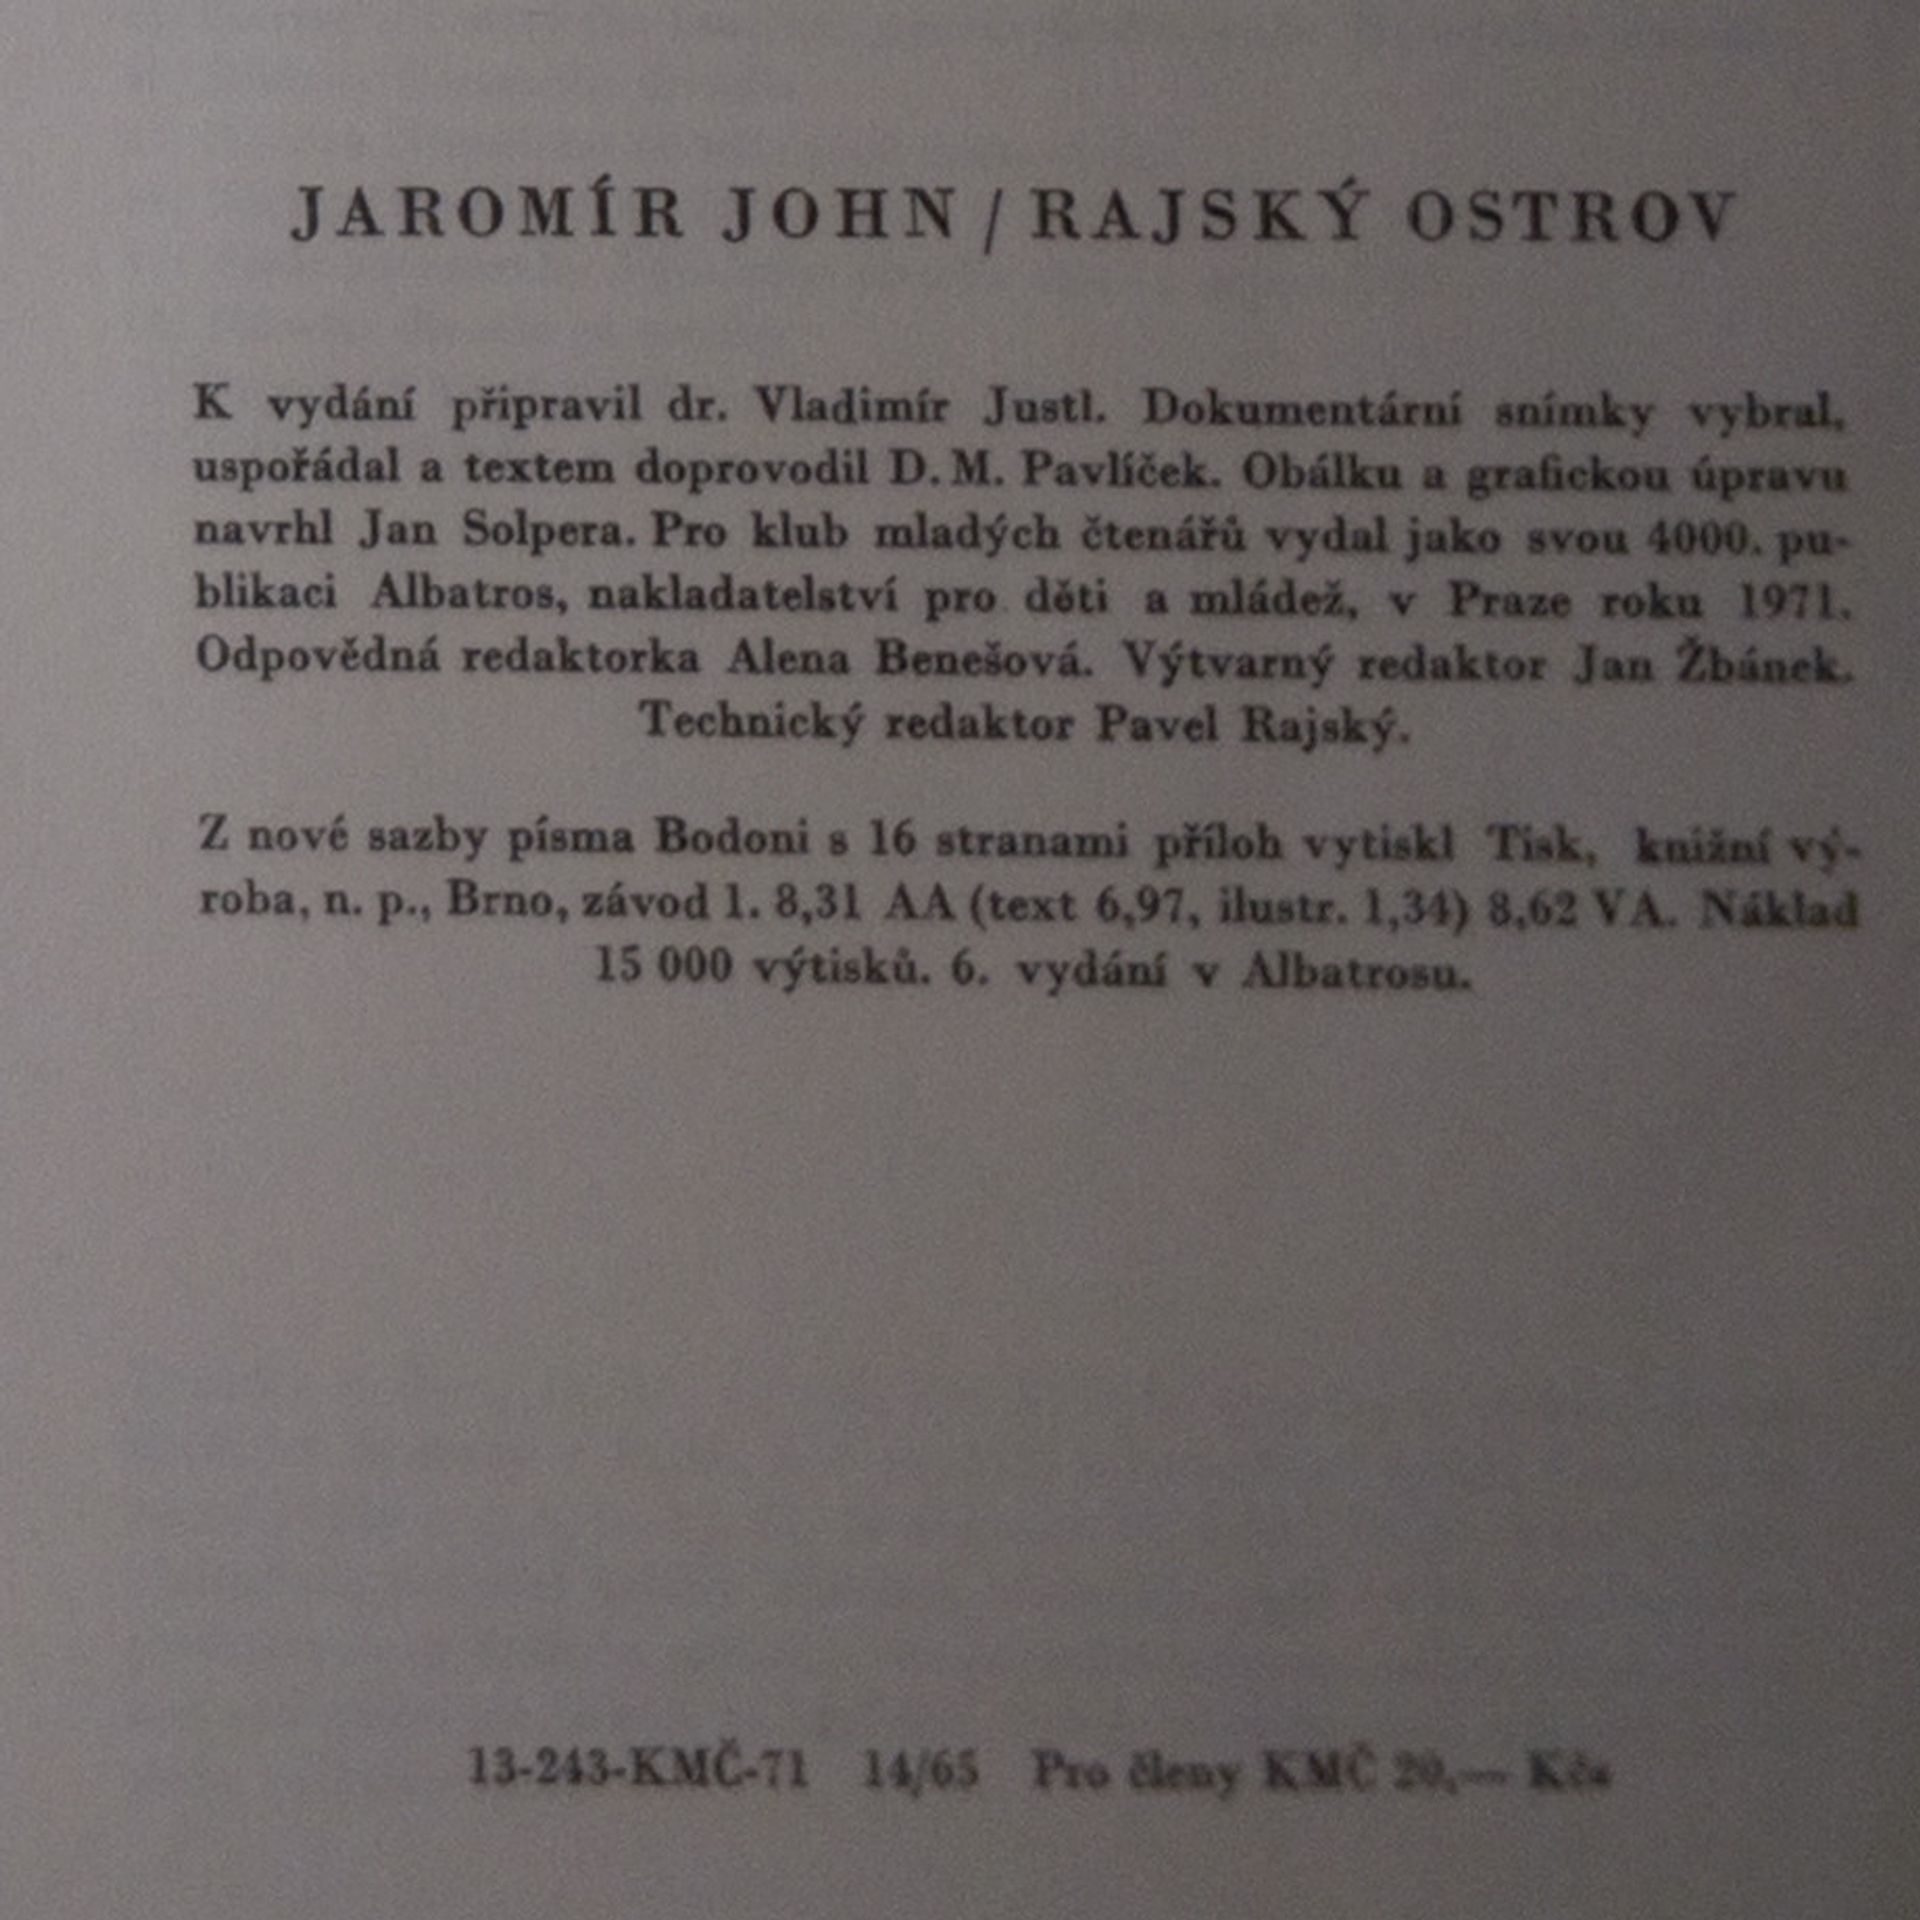 JAROMÍR JOHN / RAJSKÝ OSTROV
K vydání připravil dr. Vladimír Justl. Dokumentární snímky vybral,
uspořádal a textem doprovodil D. M. Pavlíček. Obálku a grafickou úpravu
navrhl Jan Solpera. Pro klub mladých čtenářů vydal jako svou 4000. pu-
blikaci Albatros, nakladatelství pro děti a mládež, v Praze roku 1971.
Odpovědná redaktorka Alena Benešová. Výtvarný redaktor Jan Žbánek.
Technický redaktor Pavel Rajský.
Z nové sazby písma Bodoni s 16 stranami příloh vytiskl Tisk, knižní vý-
roba, n. p., Brno, závod 1. 8,31 AA (text 6,97, ilustr. 1,34) 8,62 VA. Náklad
15 000 výtisků. 6. vydání v Albatrosu.
13-243-KMČ-71 14/65 Pro členy KMČ 20,— Kčs